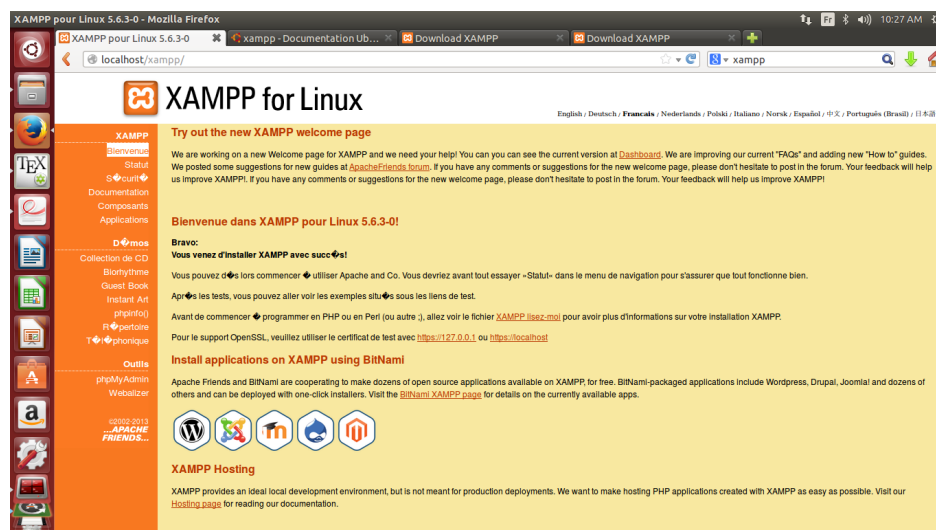 XAMPP pour Linux 5.6.3-0 - Mozilla Firefox
Fr
10:27 AM
XAMPP pour Linux 5.6.3-0
xampp - Documentation Ub...
Download XAMPP
Download XAMPP
localhost/xampp/
xampp
XAMPP for Linux
English / Deutsch / Francais / Nederlands / Polski / Italiano / Norsk / Español / 中文 / Português (Brasil) / 日本語
XAMPP
Bienvenue
Statut
S�curit�
Documentation
Composants
Applications
D�mos
Collection de CD
Biorhythme
Guest Book
Instant Art
phpinfo()
R�pertoire
T�l�phonique
Outils
phpMyAdmin
Webalizer
©2002-2013
...APACHE
FRIENDS...
Try out the new XAMPP welcome page
We are working on a new Welcome page for XAMPP and we need your help! You can you can see the current version at Dashboard. We are improving our current "FAQs" and adding new "How to" guides.
We posted some suggestions for new guides at ApacheFriends forum. If you have any comments or suggestions for the new welcome page, please don't hesitate to post in the forum. Your feedback will help
us improve XAMPP!. If you have any comments or suggestions for the new welcome page, please don't hesitate to post in the forum. Your feedback will help us improve XAMPP!
Bienvenue dans XAMPP pour Linux 5.6.3-0!
Bravo:
Vous venez d'installer XAMPP avec succ�s!
Vous pouvez d�s lors commencer � utiliser Apache and Co. Vous devriez avant tout essayer «Statut» dans le menu de navigation pour s'assurer que tout fonctionne bien.
Apr�s les tests, vous pouvez aller voir les exemples situ�s sous les liens de test.
Avant de commencer � programmer en PHP ou en Perl (ou autre ;), allez voir le fichier XAMPP lisez-moi pour avoir plus d'informations sur votre installation XAMPP.
Pour le support OpenSSL, veuillez utiliser le certificat de test avec https://127.0.0.1 ou https://localhost
Install applications on XAMPP using BitNami
Apache Friends and BitNami are cooperating to make dozens of open source applications available on XAMPP, for free. BitNami-packaged applications include Wordpress, Drupal, Joomla! and dozens of
others and can be deployed with one-click installers. Visit the BitNami XAMPP page for details on the currently available apps.
XAMPP Hosting
XAMPP provides an ideal local development environment, but is not meant for production deployments. We want to make hosting PHP applications created with XAMPP as easy as possible. Visit our
Hosting page for reading our documentation.